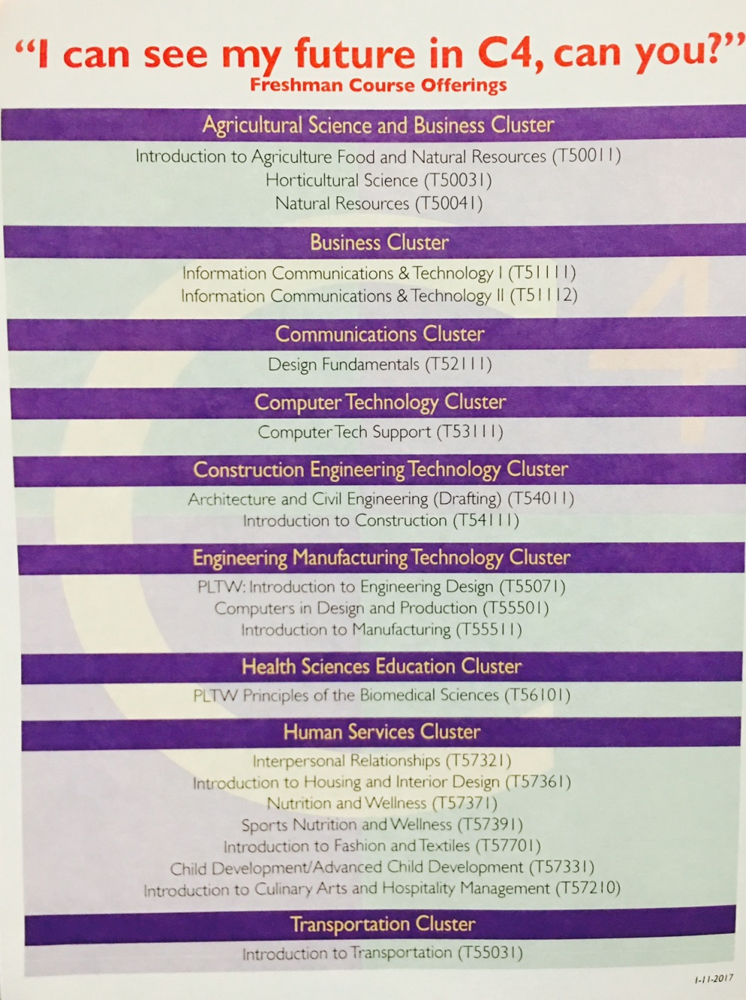 “I can see my future in C4, can you?”
Freshman Course Offerings
Agricultural Science and Business Cluster
Introduction to Agriculture Food and Natural Resources (T50011)
Horticultural Science (T50031)
Natural Resources (T50041)
Business Cluster
Information Communications & Technology I (T51111)
Information Communications & Technology II (T51112)
Communications Cluster
Design Fundamentals (T52111)
Computer Technology Cluster
Computer Tech Support (T53111)
Construction Engineering Technology Cluster
Architecture and Civil Engineering (Drafting) (T54011)
Introduction to Construction (T54111)
Engineering Manufacturing Technology Cluster
PLTW: Introduction to Engineering Design (T55071)
Computers in Design and Production (T55501)
Introduction to Manufacturing (T55511)
Health Sciences Education Cluster
PLTW Principles of the Biomedical Sciences (T56101)
Human Services Cluster
Interpersonal Relationships (T57321)
Introduction to Housing and Interior Design (T57361)
Nutrition and Wellness (T57371)
Sports Nutrition and Wellness (T57391)
Introduction to Fashion and Textiles (T57701)
Child Development/Advanced Child Development (T57331)
Introduction to Culinary Arts and Hospitality Management (T57210)
Transportation Cluster
Introduction to Transportation (T55031)
1-11-2017